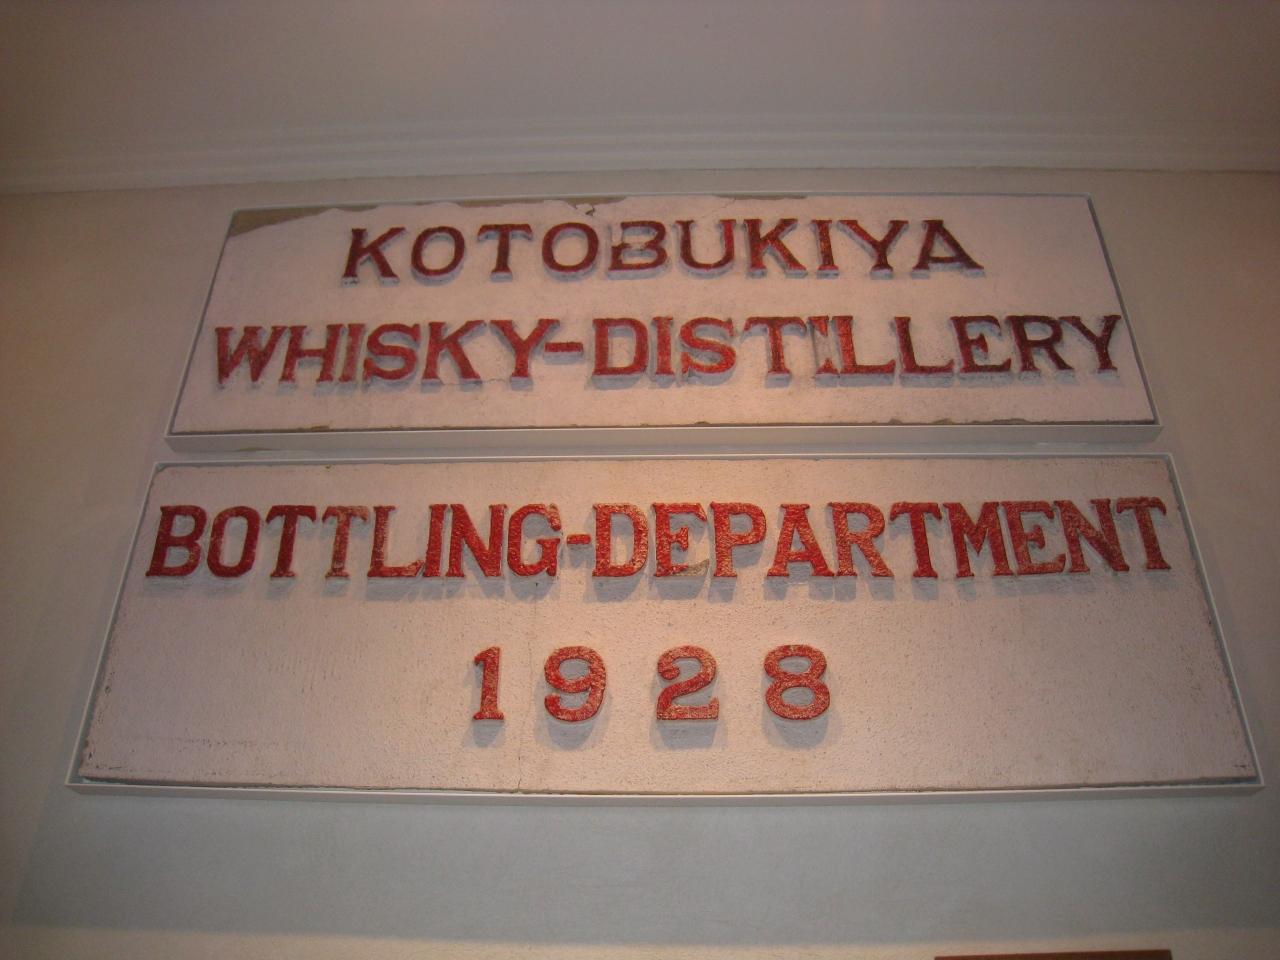 KOTOBUKIYA
WHISKY-DISTILLERY
BOTTLING-DEPARTMENT
1928